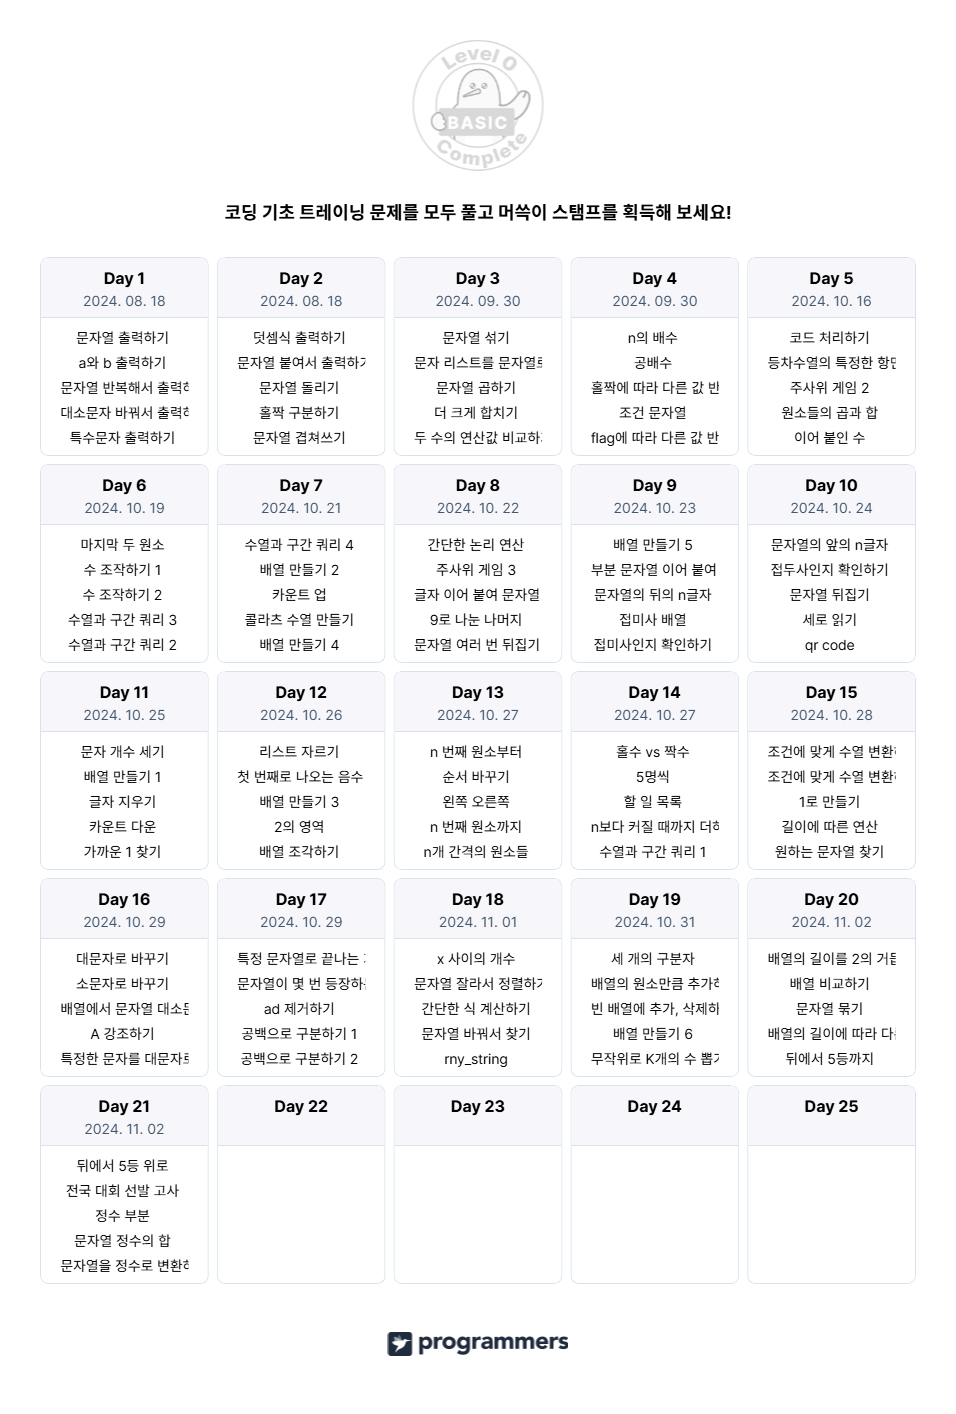 Level 0
BASIC
Complete
코딩 기초 트레이닝 문제를 모두 풀고 머쓱이 스탬프를 획득해 보세요!
Day 1
2024. 08. 18
문자열 출력하기
a와 b 출력하기
문자열 반복해서 출력하
대소문자 바꿔서 출력하
특수문자 출력하기
Day 2
2024. 08. 18
덧셈식 출력하기
문자열 붙여서 출력하기
문자열 돌리기
홀짝 구분하기
문자열 겹쳐쓰기
Day 3
2024. 09. 30
문자열 섞기
문자 리스트를 문자열로
문자열 곱하기
더 크게 합치기
두 수의 연산값 비교하
Day 4
2024. 09. 30
n의 배수
공배수
홀짝에 따라 다른 값 반
조건 문자열
flag에 따라 다른 값 반
Day 5
2024. 10. 16
코드 처리하기
등차수열의 특정한 항만
주사위 게임 2
원소들의 곱과 합
이어 붙인 수
Day 6
2024. 10. 19
마지막 두 원소
수 조작하기 1
수 조작하기 2
수열과 구간 쿼리 3
수열과 구간 쿼리 2
Day 7
2024. 10. 21
수열과 구간 쿼리 4
배열 만들기 2
카운트 업
콜라츠 수열 만들기
배열 만들기 4
Day 8
2024. 10. 22
간단한 논리 연산
주사위 게임 3
글자 이어 붙여 문자열
9로 나눈 나머지
문자열 여러 번 뒤집기
Day 9
2024. 10. 23
배열 만들기 5
부분 문자열 이어 붙여
문자열의 뒤의 n글자
접미사 배열
접미사인지 확인하기
Day 10
2024. 10. 24
문자열의 앞의 n글자
접두사인지 확인하기
문자열 뒤집기
세로 읽기
qr code
Day 11
2024. 10. 25
문자 개수 세기
배열 만들기 1
글자 지우기
카운트 다운
가까운 1 찾기
Day 12
2024. 10. 26
리스트 자르기
첫 번째로 나오는 음수
배열 만들기 3
2의 영역
배열 조각하기
Day 13
2024. 10. 27
n 번째 원소부터
순서 바꾸기
왼쪽 오른쪽
n 번째 원소까지
n개 간격의 원소들
Day 14
2024. 10. 27
홀수 vs 짝수
5명씩
할 일 목록
n보다 커질 때까지 더하
수열과 구간 쿼리 1
Day 15
2024. 10. 28
조건에 맞게 수열 변환
조건에 맞게 수열 변환
1로 만들기
길이에 따른 연산
원하는 문자열 찾기
Day 16
2024. 10. 29
대문자로 바꾸기
소문자로 바꾸기
배열에서 문자열 대소문
A 강조하기
특정한 문자를 대문자로
Day 17
2024. 10. 29
특정 문자열로 끝나는
문자열이 몇 번 등장하는
ad 제거하기
공백으로 구분하기 1
공백으로 구분하기 2
Day 18
2024. 11. 01
x 사이의 개수
문자열 잘라서 정렬하기
간단한 식 계산하기
문자열 바꿔서 찾기
rny_string
Day 19
2024. 10. 31
세 개의 구분자
배열의 원소만큼 추가하
빈 배열에 추가, 삭제하
배열 만들기 6
무작위로 K개의 수 뽑기
Day 20
2024. 11. 02
배열의 길이를 2의 거듭
배열 비교하기
문자열 묶기
배열의 길이에 따라 다른
뒤에서 5등까지
Day 21
2024. 11. 02
뒤에서 5등 위로
전국 대회 선발 고사
정수 부분
문자열 정수의 합
문자열을 정수로 변환하
Day 22
Day 23
Day 24
Day 25
programmers